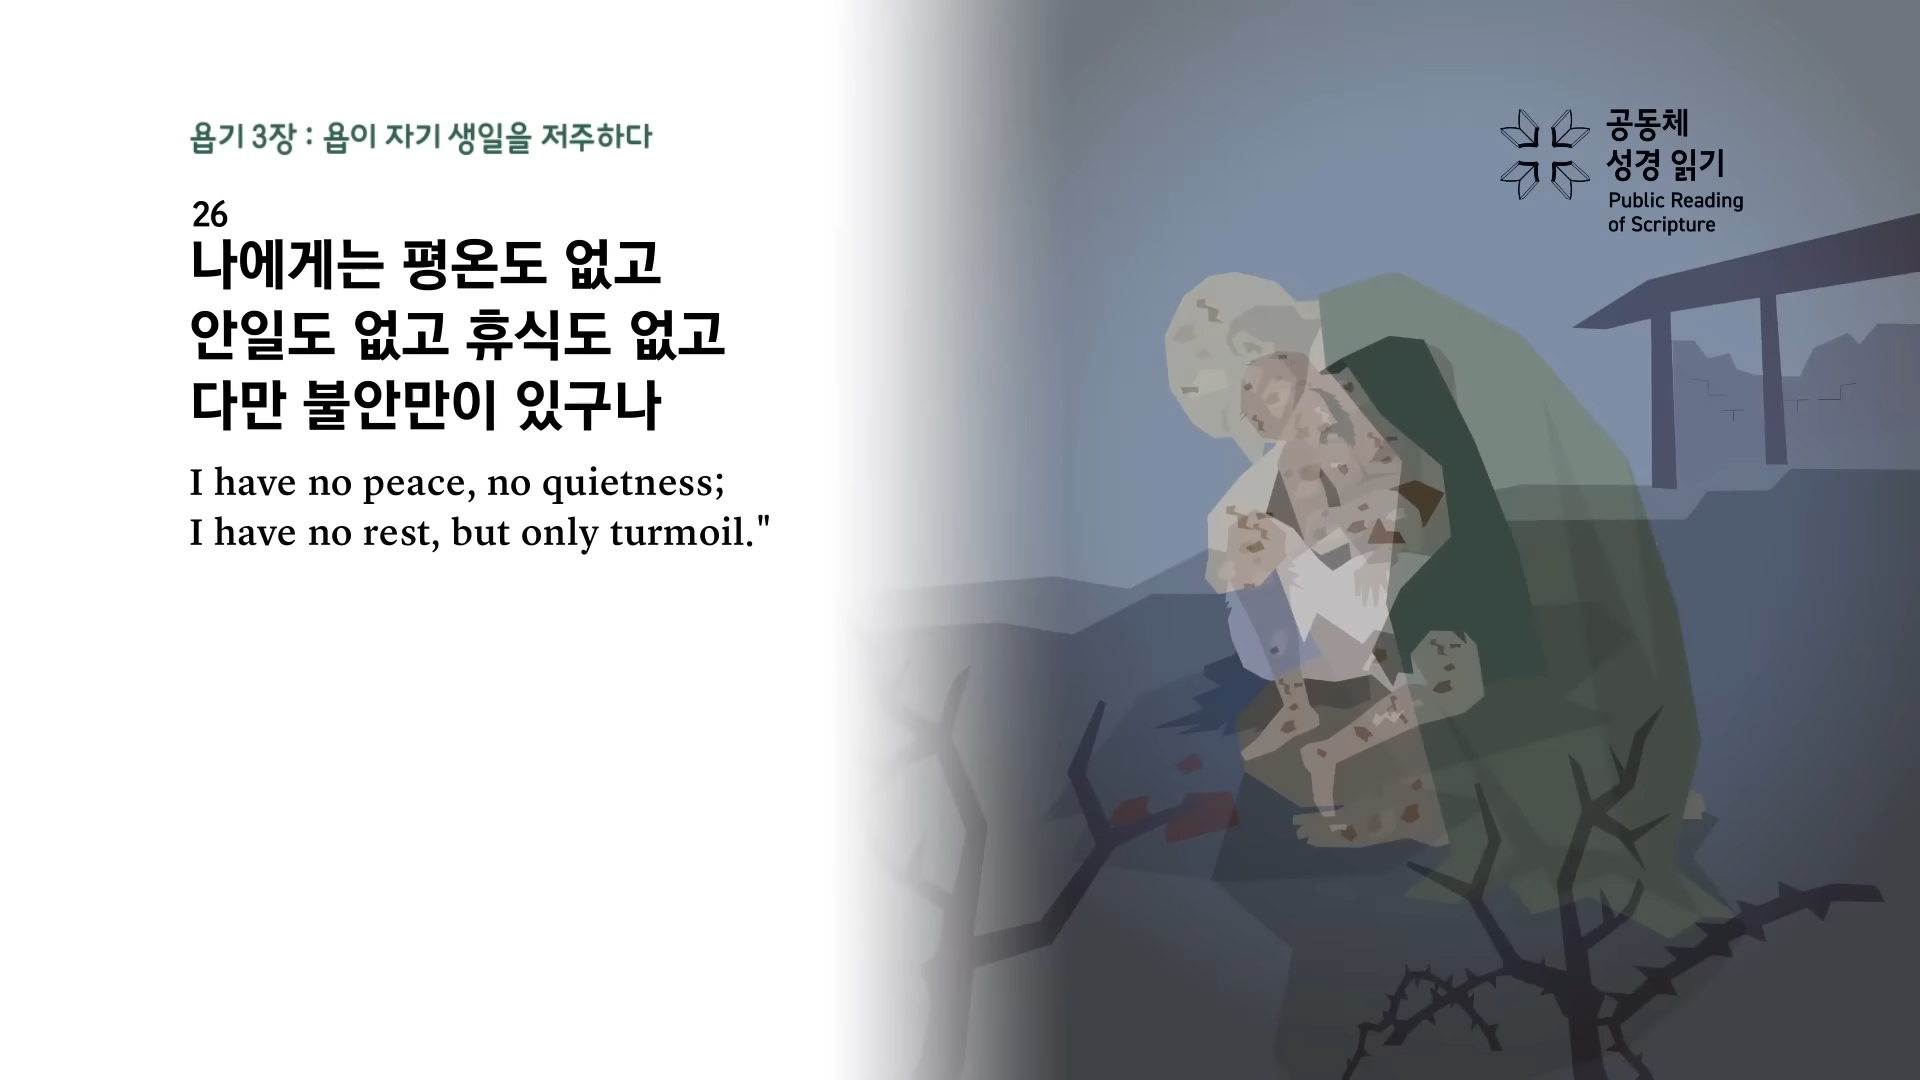 욥기 3장 : 욥이 자기 생일을 저주하다
26
나에게는 평온도 없고
안일도 없고 휴식도 없고
다만 불안만이 있구나
I have no peace, no quietness;
I have no rest, but only turmoil."
공동체
성경 읽기
Public Reading
of Scripture